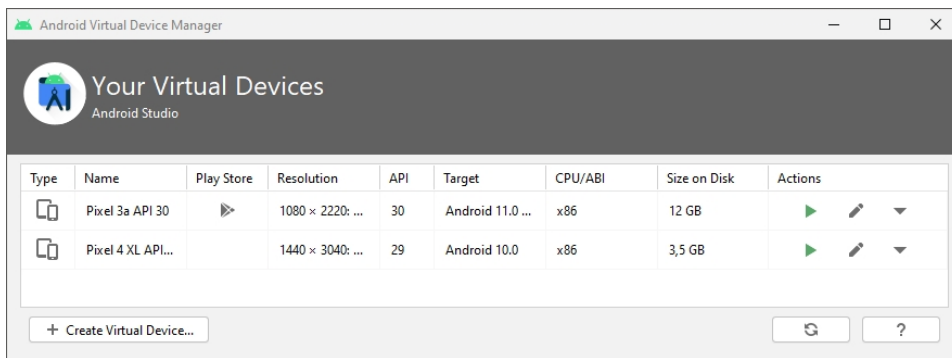 Android Virtual Device Manager
Your Virtual Devices
Android Studio
Type Name Play Store Resolution API Target CPU/ABI Size on Disk Actions
Pixel 3a API 30 1080 × 2220: ... 30 Android 11.0 ... x86 12 GB
Pixel 4 XL API... 1440 × 3040: ... 29 Android 10.0 x86 3,5 GB
+ Create Virtual Device...
?